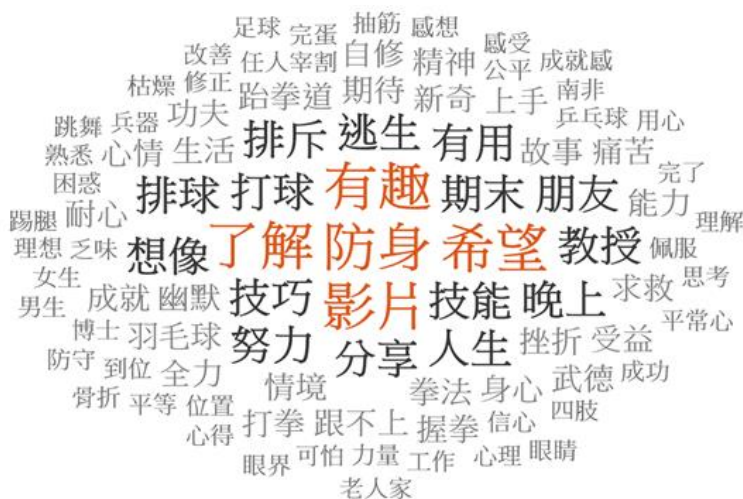 足球 完蛋 抽筋 感想
改善 任人宰割 自修 精神 感受 成就感
枯燥 修正 跆拳道 期待 新奇 公平 南非
跳舞 兵器 功夫 排斥 逃生 有用 上手 乒乓球 用心
熟悉 心情 生活 故事 痛苦
困惑 排球 打球 有趣 期末 朋友 能力 完了
踢腿 耐心 理解
理想 乏味 想像 了解 防身 希望 教授 佩服 思考
女生 成就 幽默 技巧 影片 技能 晚上 求救 平常心
男生
博士 羽毛球 努力 分享 人生 挫折 受益
防守 到位 全力 情境 拳法 身心 武德 成功
骨折 平等 位置 打拳 跟不上 握拳 信心 四肢
心得 眼界 可怕 力量 工作 心理 眼睛
老人家